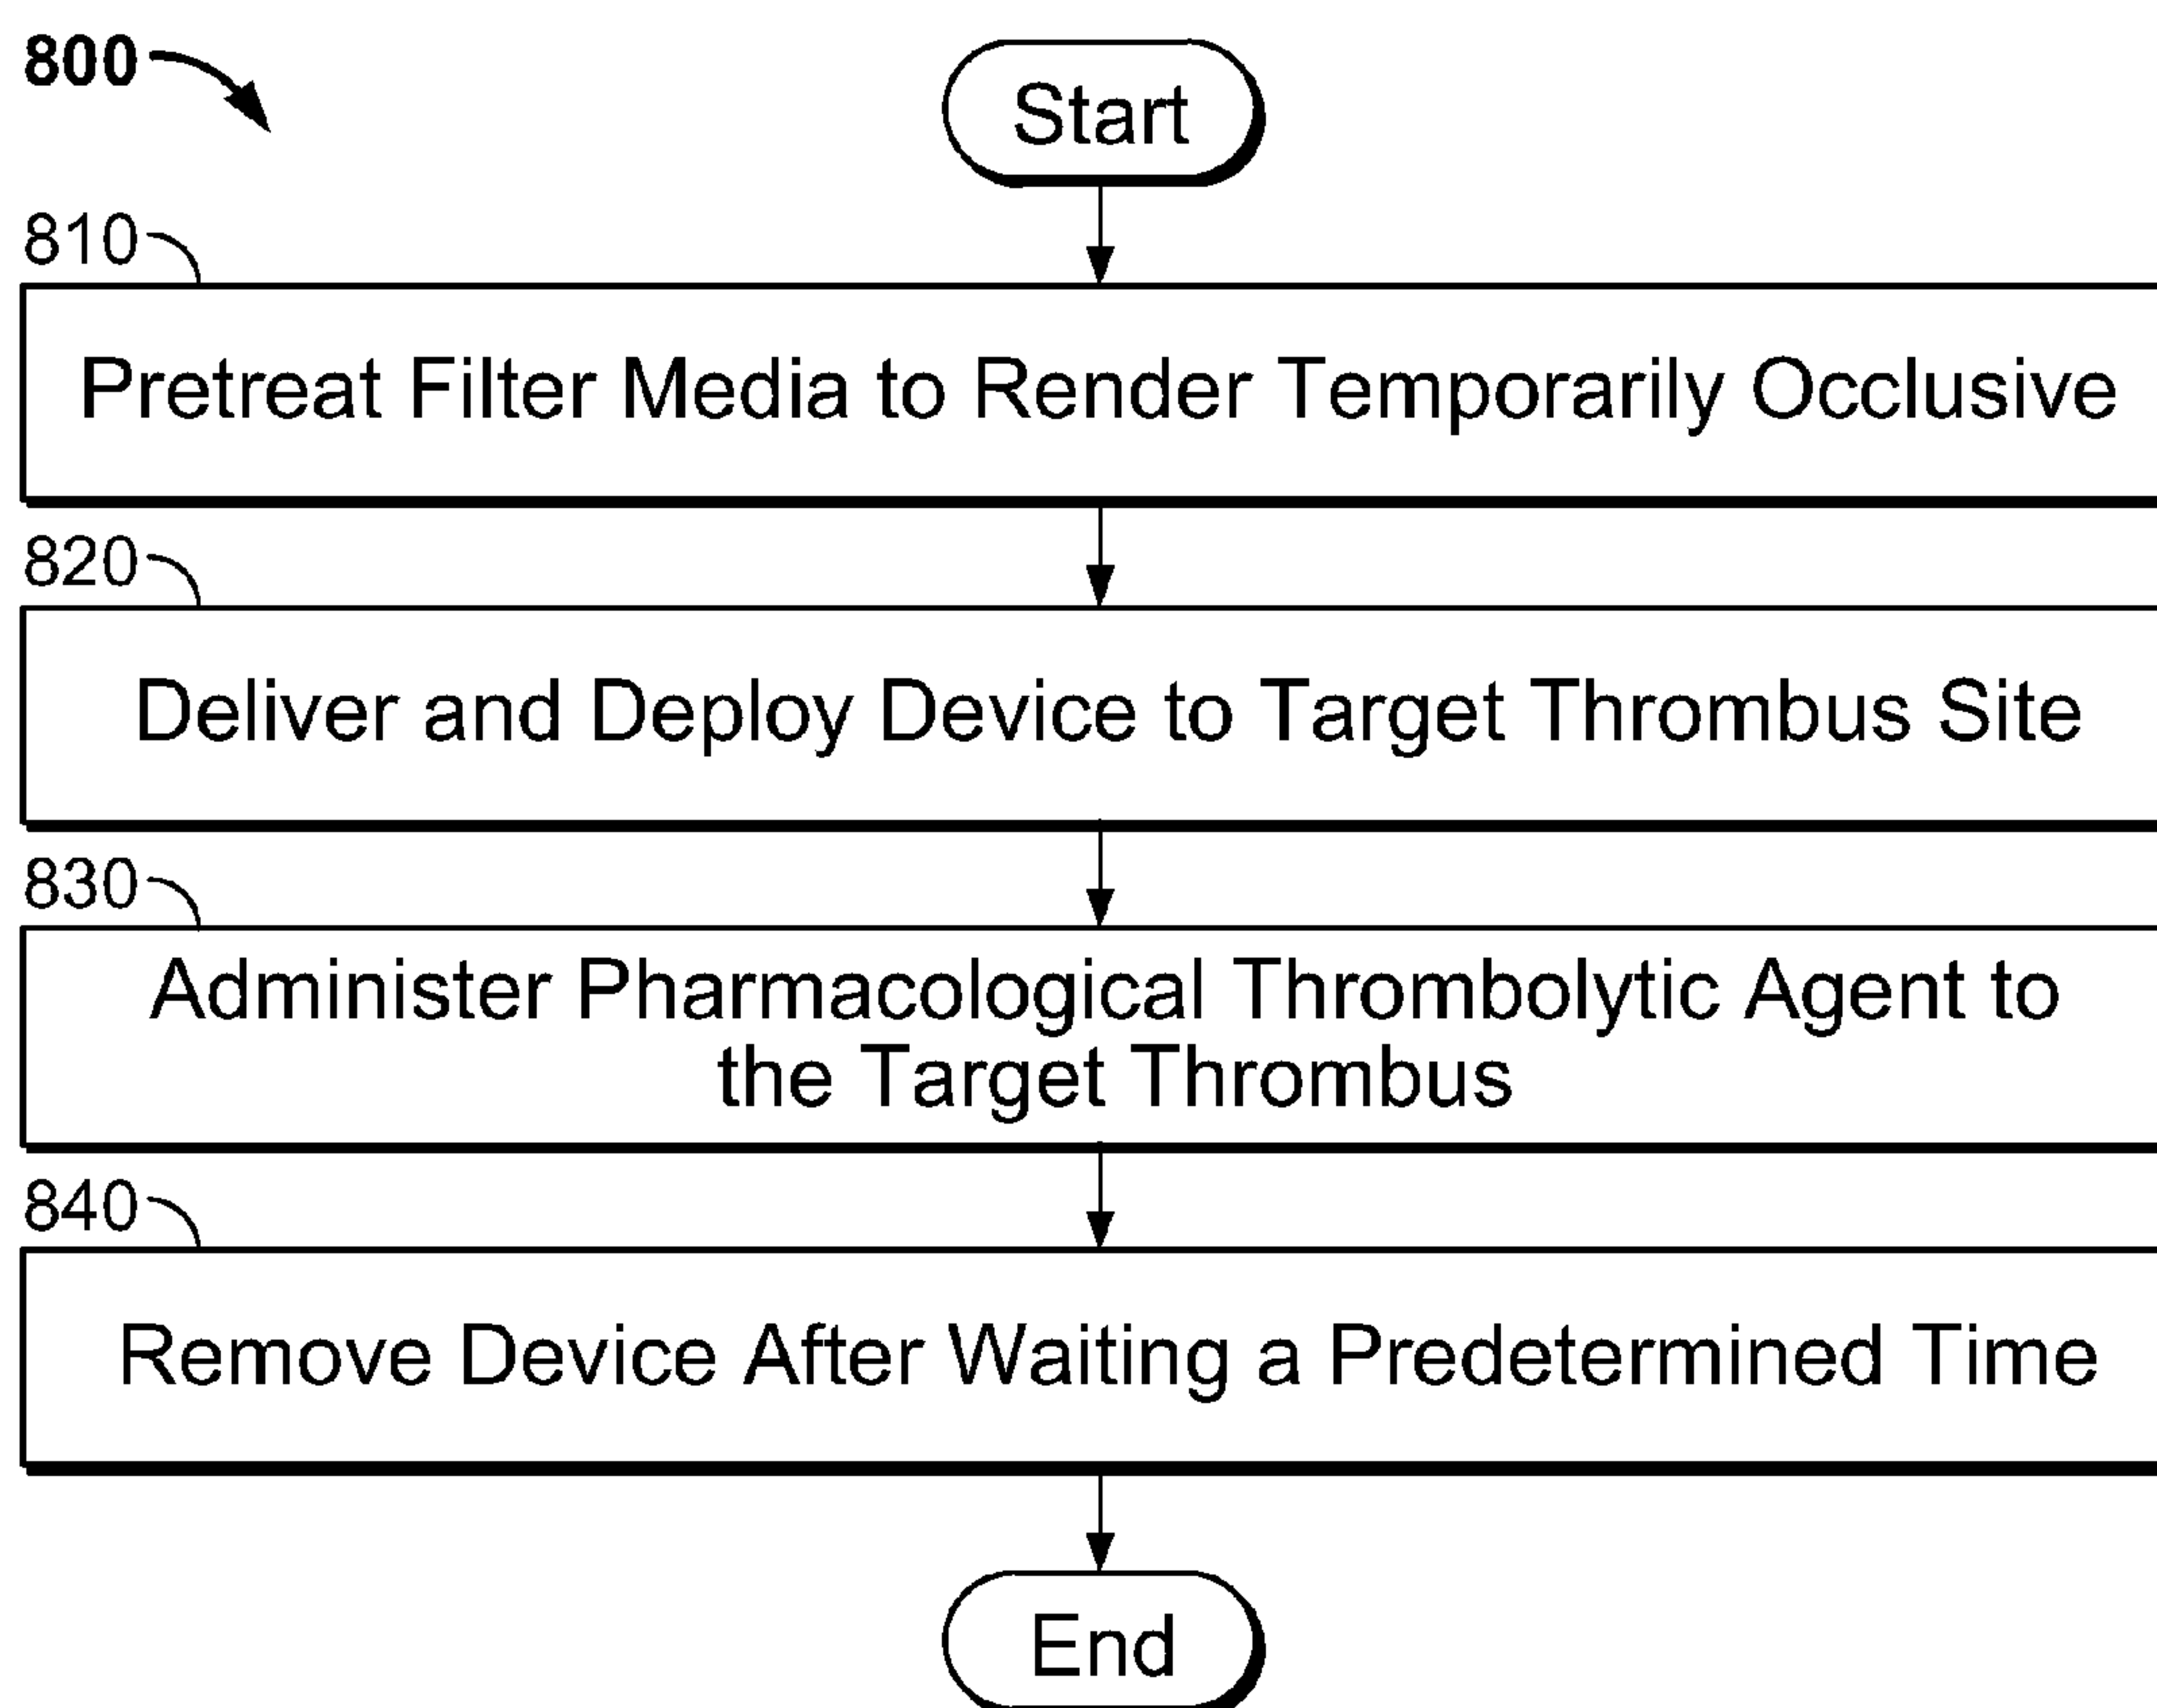 800
Start
810
Pretreat Filter Media to Render Temporarily Occlusive
820
Deliver and Deploy Device to Target Thrombus Site
830
Administer Pharmacological Thrombolytic Agent to
the Target Thrombus
840
Remove Device After Waiting a Predetermined Time
End